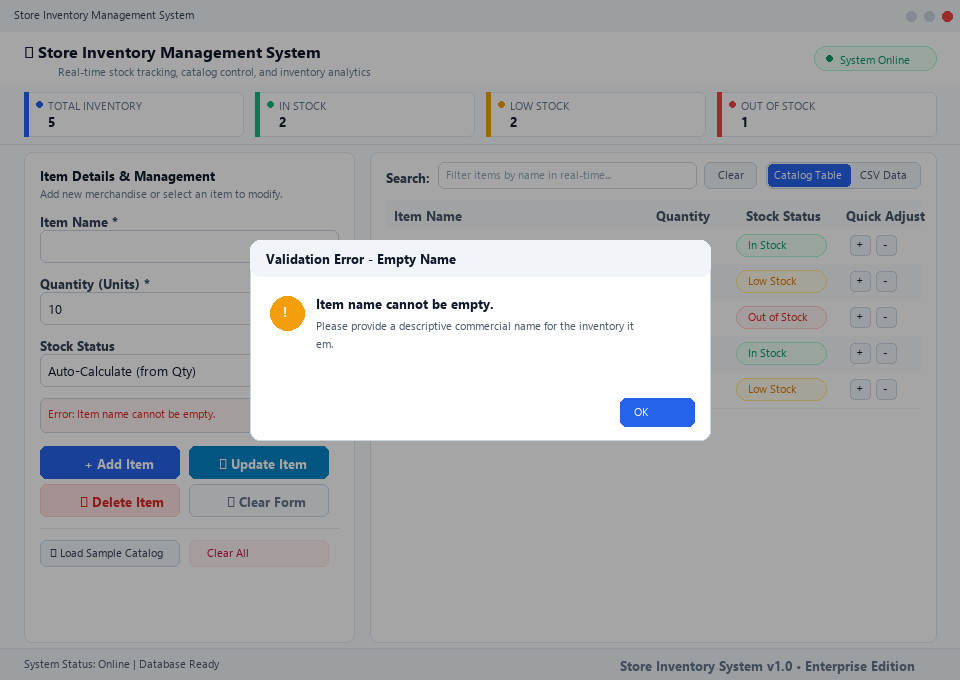 Store Inventory Management System
Store Inventory Management System
Real-time stock tracking, catalog control, and inventory analytics
System Online
TOTAL INVENTORY
5
IN STOCK
2
LOW STOCK
2
OUT OF STOCK
1
Item Details & Management
Add new merchandise or select an item to modify.
Item Name *
Quantity (Units) *
10
Stock Status
Auto-Calculate (from Qty)
Error: Item name cannot be empty.
+ Add Item
Update Item
Delete Item
Clear Form
Load Sample Catalog
Clear All
Search:
Filter items by name in real-time...
Clear
Catalog Table
CSV Data
Item Name Quantity Stock Status Quick Adjust
In Stock + -
Low Stock + -
Out of Stock + -
In Stock + -
Low Stock + -
Validation Error - Empty Name
!
Item name cannot be empty.
Please provide a descriptive commercial name for the inventory it
em.
OK
System Status: Online | Database Ready
Store Inventory System v1.0 • Enterprise Edition